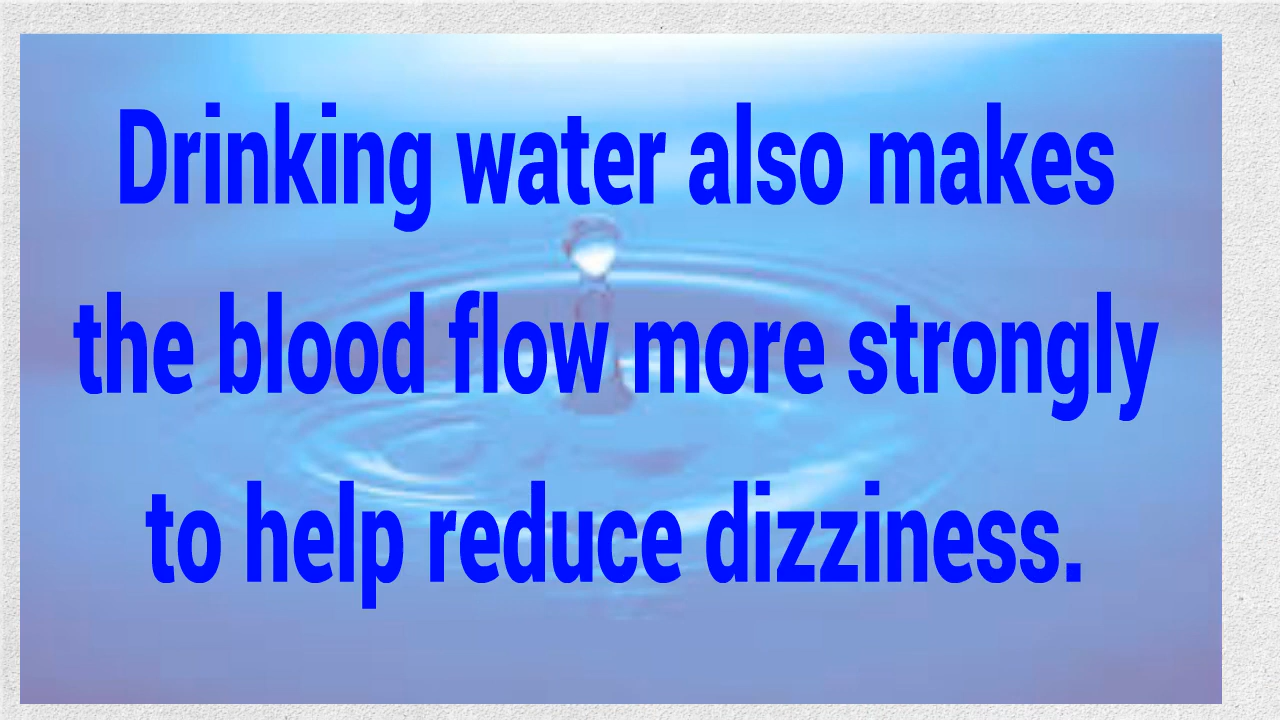 Drinking water also makes
the blood flow more strongly
to help reduce dizziness.